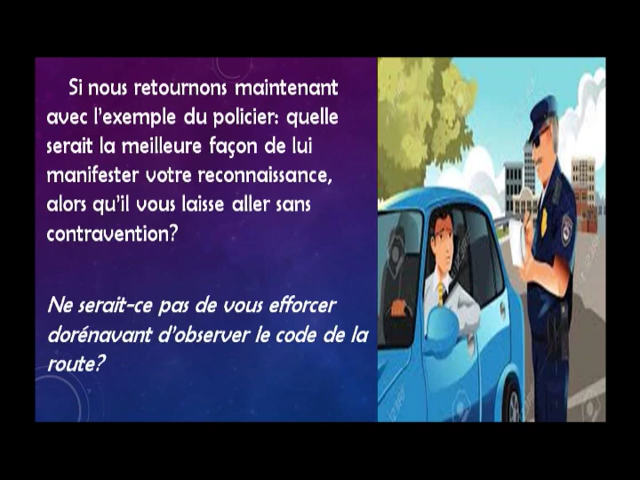 Si nous retournons maintenant
avec l'exemple du policier: quelle
serait la meilleure façon de lui
manifester votre reconnaissance,
alors qu'il vous laisse aller sans
contravention?
Ne serait-ce pas de vous efforcer
dorénavant d'observer le code de la
route?